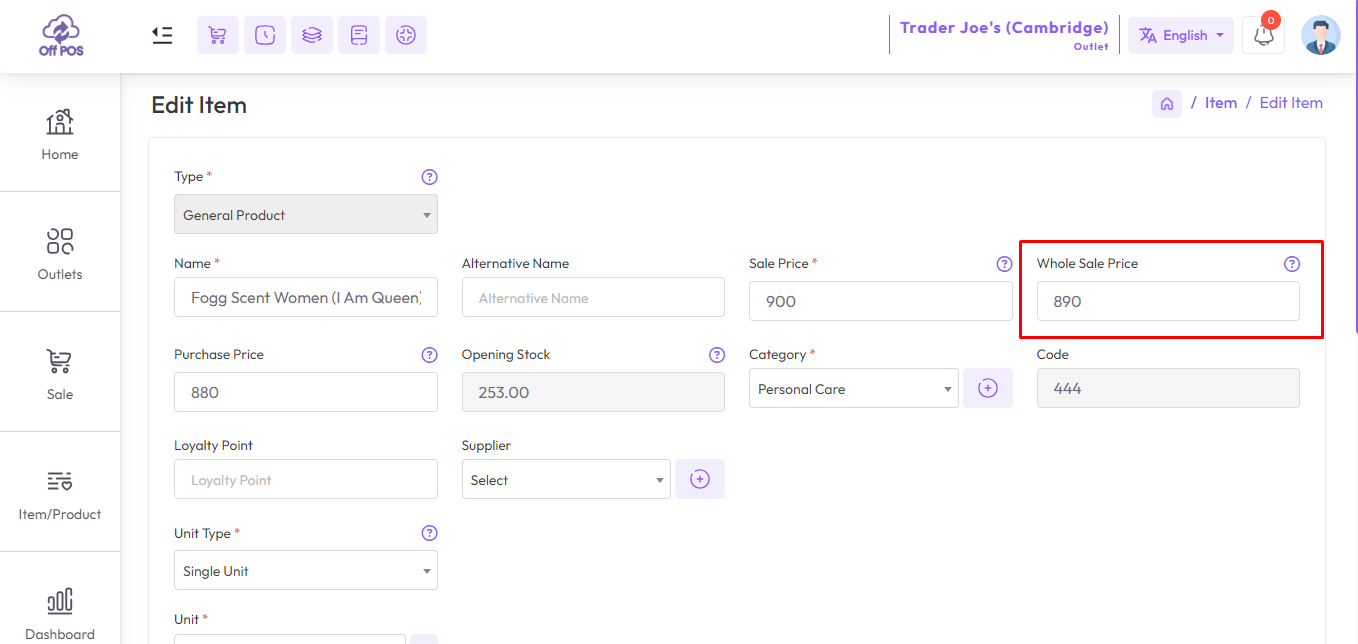 Off POS
Trader Joe's (Cambridge)
Outlet
English
0
Edit Item
/ Item / Edit Item
Home
Outlets
Sale
Item/Product
Dashboard
Type *
General Product
Name *
Alternative Name
Sale Price *
Whole Sale Price
Fogg Scent Women (I Am Queen)
Alternative Name
900
890
Purchase Price
Opening Stock
Category *
Code
880
253.00
Personal Care
444
Loyalty Point
Supplier
Loyalty Point
Select
Unit Type *
Single Unit
Unit *